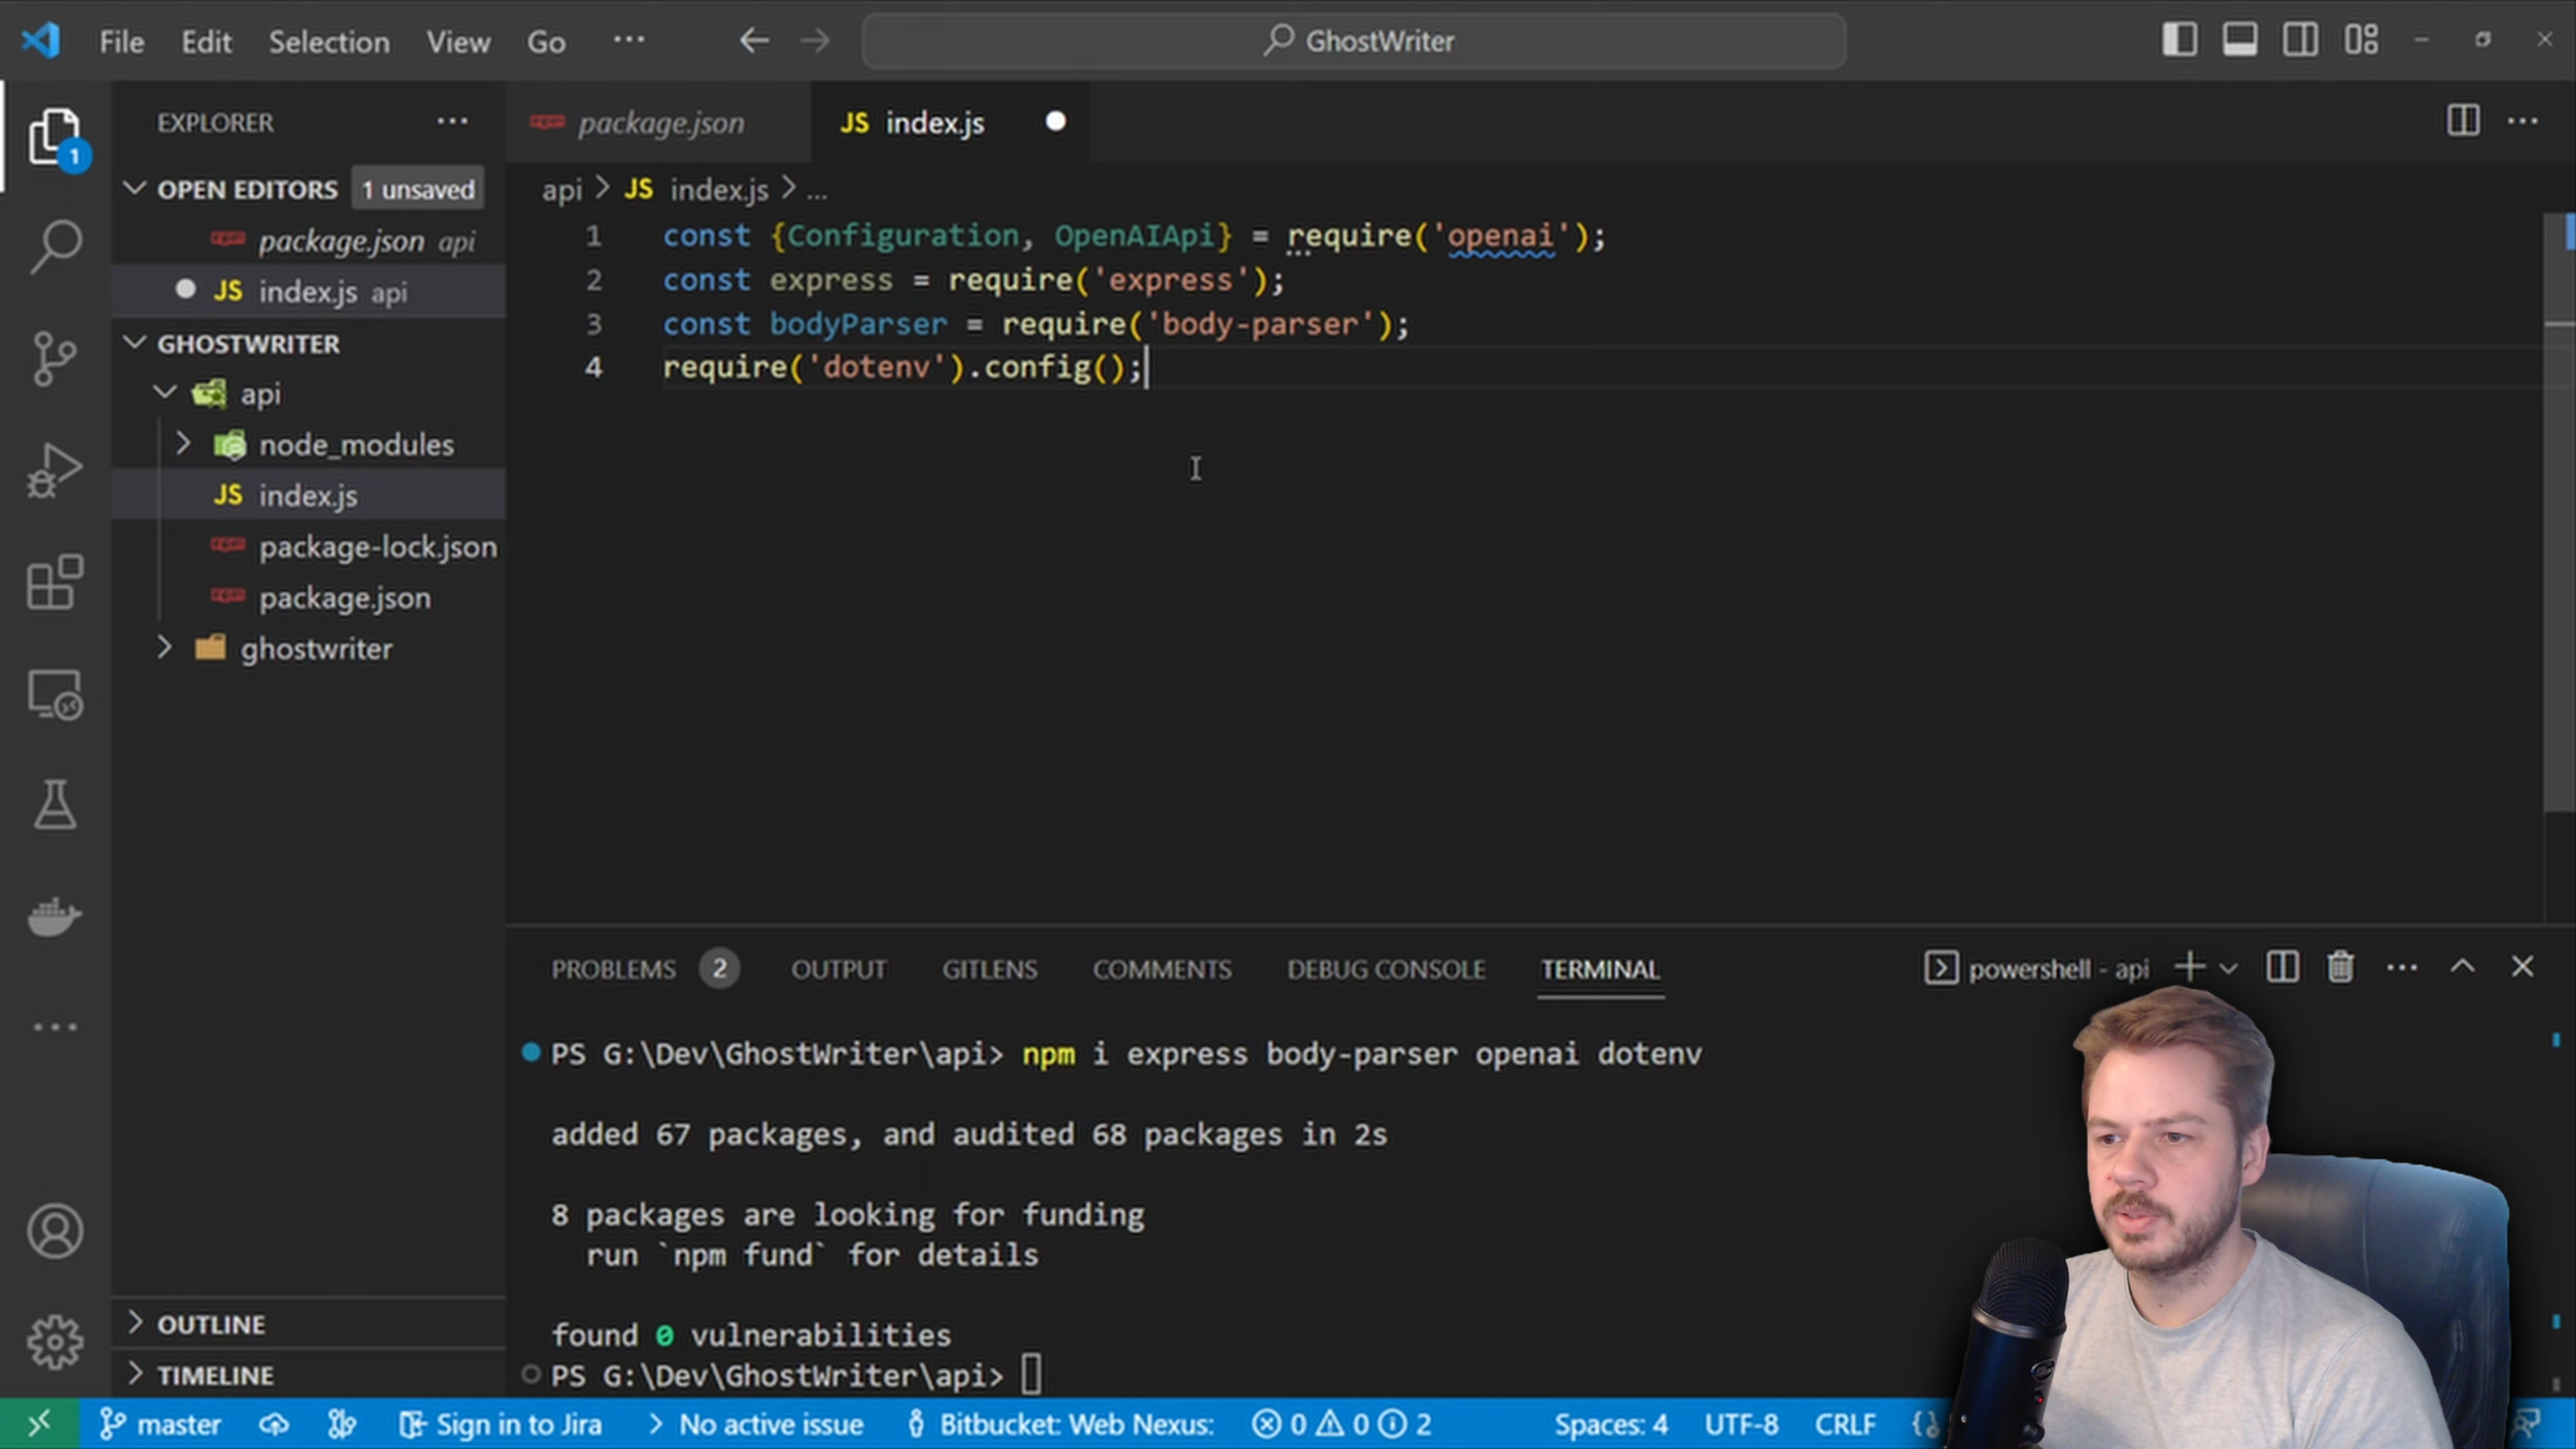 File Edit Selection View Go ... GhostWriter
EXPLORER ...
1
OPEN EDITORS 1 unsaved
package.json api
JS index.js api
GHOSTWRITER
api
node_modules
JS index.js
package-lock.json
package.json
ghostwriter
OUTLINE
TIMELINE
package.json JS index.js
api > JS index.js > ...
1 const {Configuration, OpenAIApi} = require('openai');
2 const express = require('express');
3 const bodyParser = require('body-parser');
4 require('dotenv').config();
PROBLEMS 2 OUTPUT GITLENS COMMENTS DEBUG CONSOLE TERMINAL powershell - api
PS G:\Dev\GhostWriter\api> npm i express body-parser openai dotenv
added 67 packages, and audited 68 packages in 2s
8 packages are looking for funding
run `npm fund` for details
found 0 vulnerabilities
PS G:\Dev\GhostWriter\api>
master Sign in to Jira > No active issue Bitbucket: Web Nexus: 0 0 2 Spaces: 4 UTF-8 CRLF {}